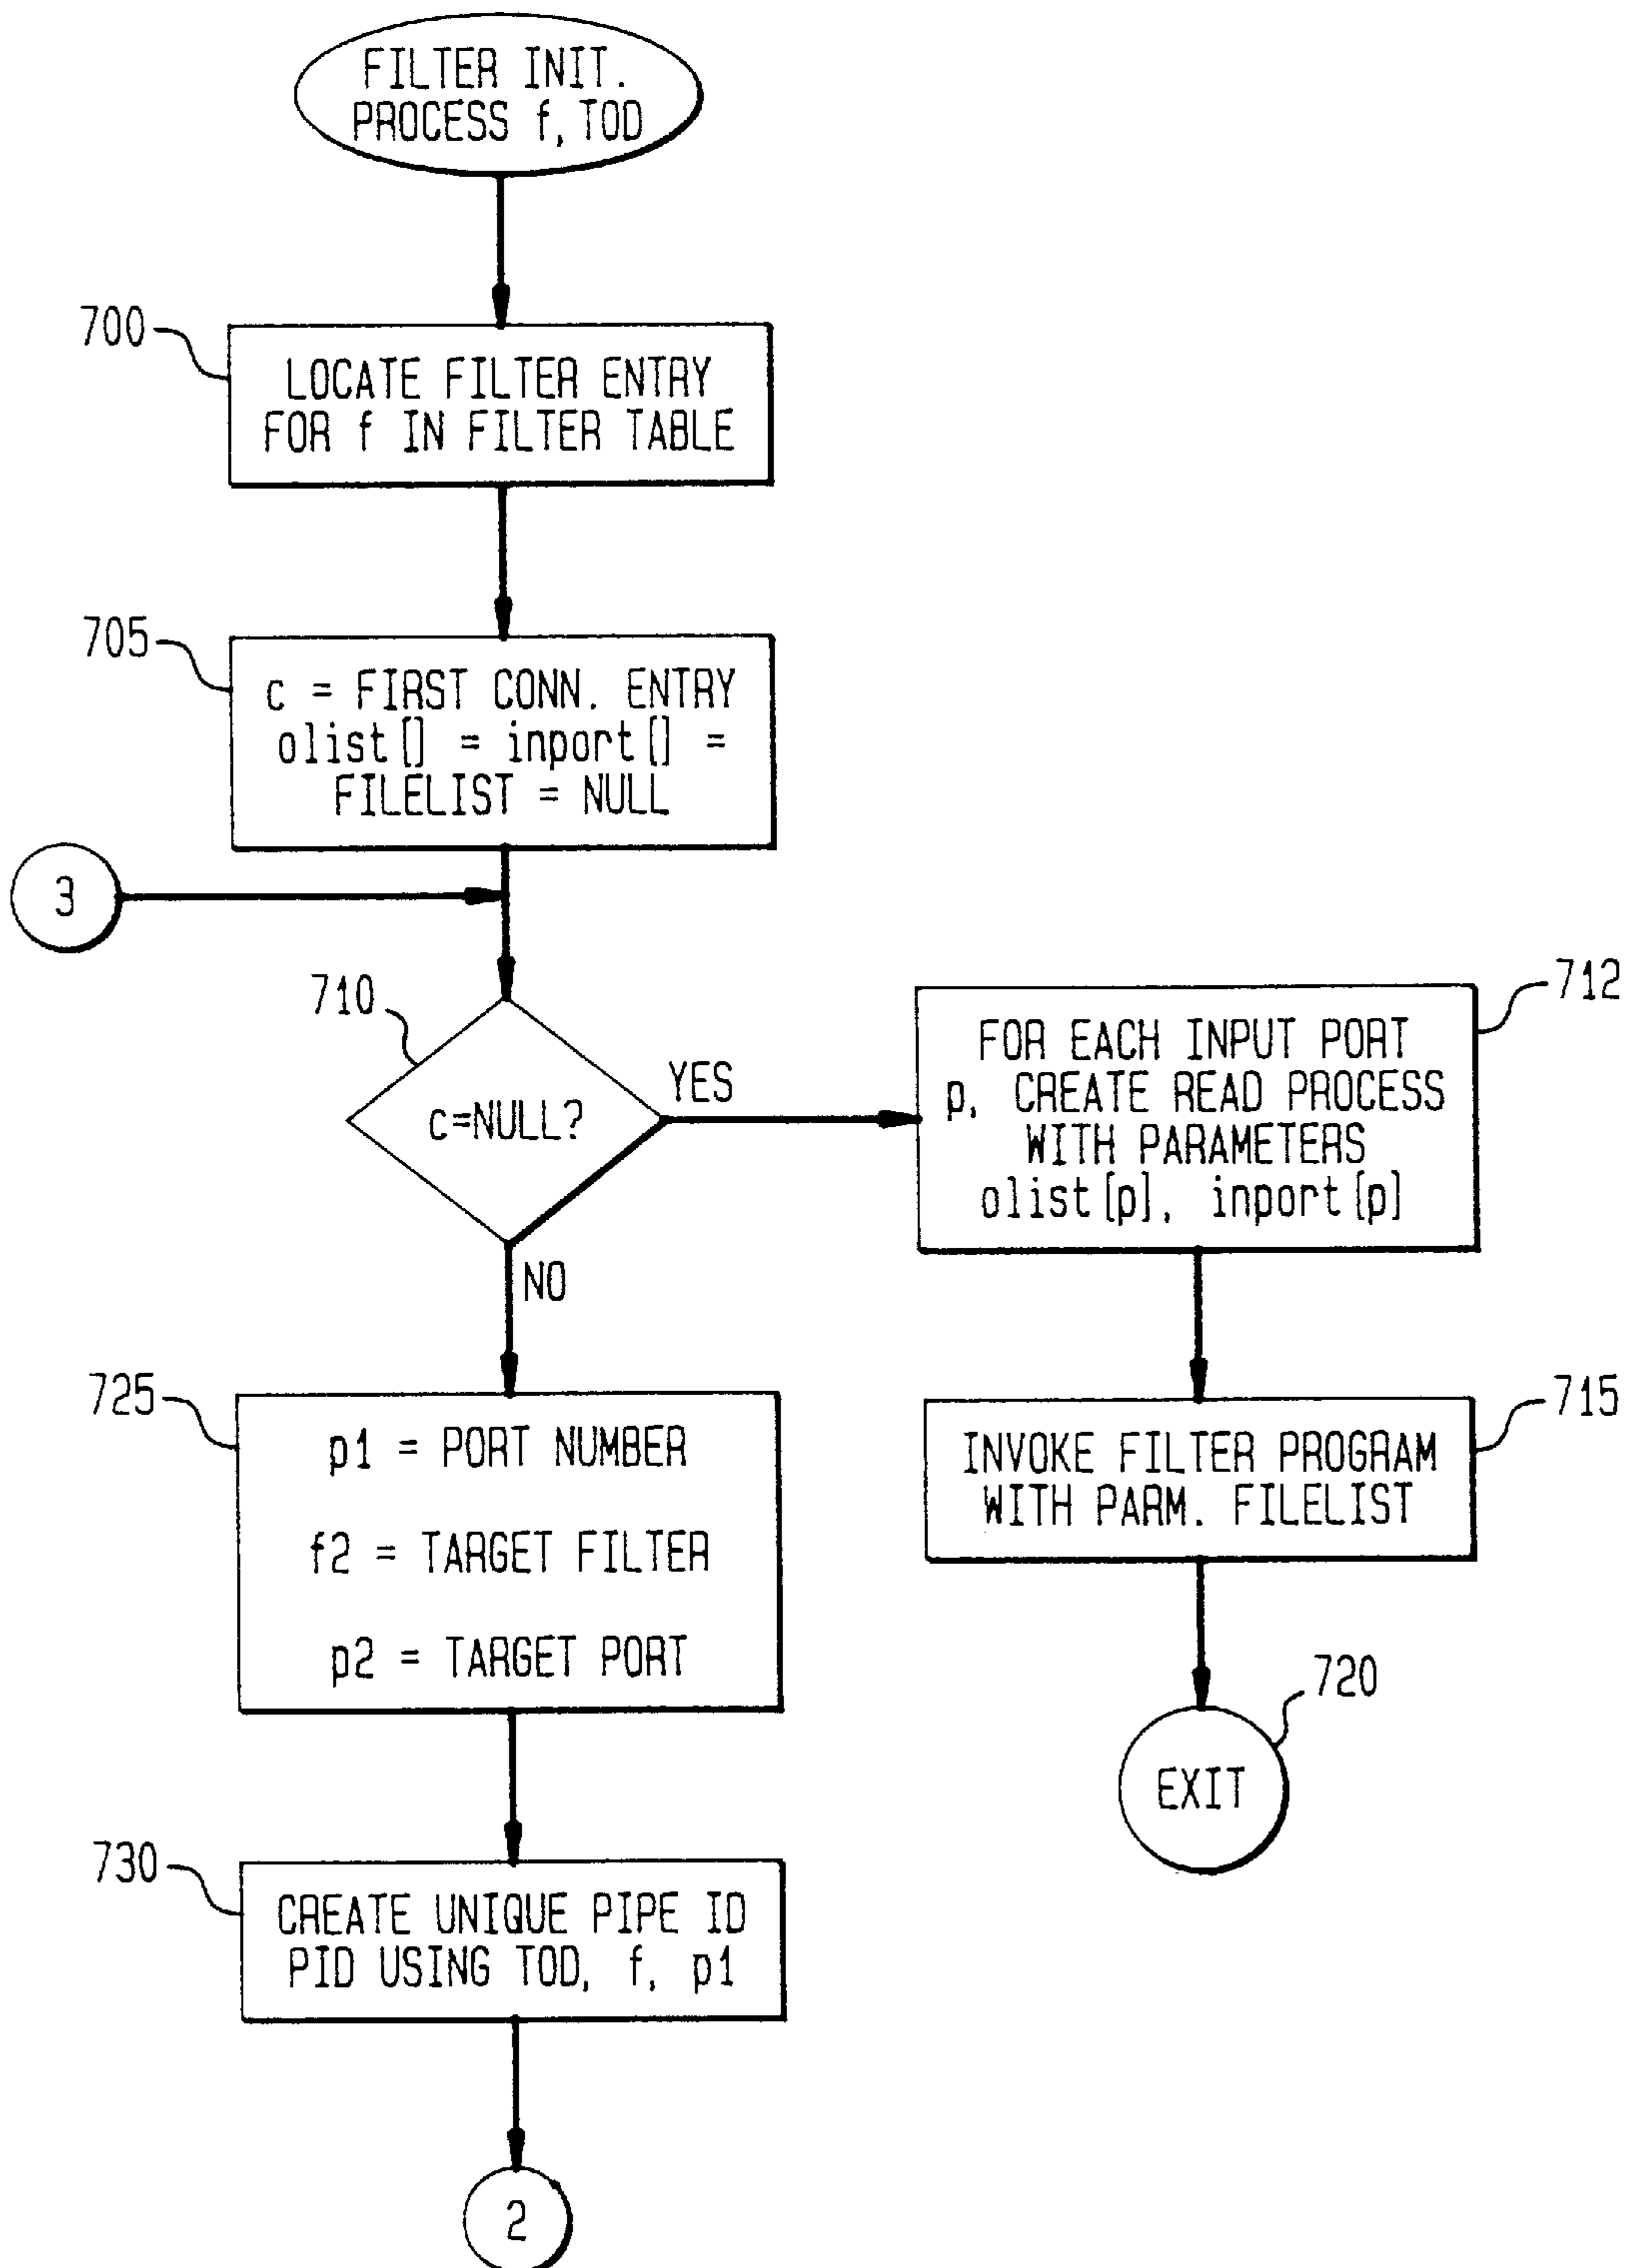 FILTER INIT.
PROCESS f, TOD
700
LOCATE FILTER ENTRY
FOR f IN FILTER TABLE
705
c = FIRST CONN. ENTRY
olist[] = inport[] =
FILELIST = NULL
3
710
c=NULL?
YES
NO
712
FOR EACH INPUT PORT
p, CREATE READ PROCESS
WITH PARAMETERS
olist[p], inport[p]
715
INVOKE FILTER PROGRAM
WITH PARM. FILELIST
720
EXIT
725
p1 = PORT NUMBER
f2 = TARGET FILTER
p2 = TARGET PORT
730
CREATE UNIQUE PIPE ID
PID USING TOD, f, p1
2